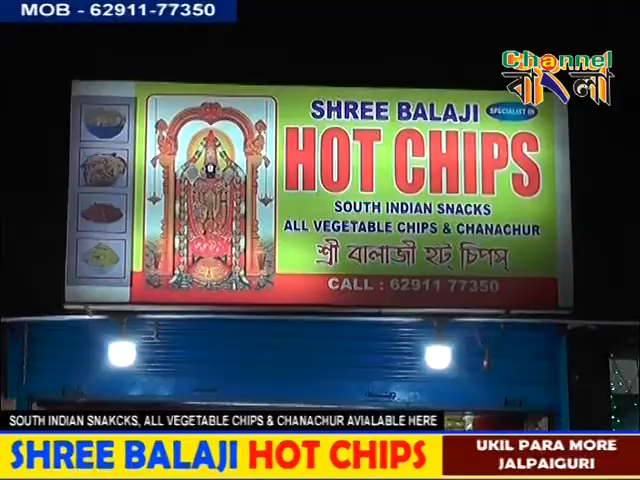 MOB - 62911-77350
Channel
বাংলা
SHREE BALAJI
SPECIALIST IN
HOT CHIPS
SOUTH INDIAN SNACKS
ALL VEGETABLE CHIPS & CHANACHUR
শ্রী বালাজী হট্ চিপস্
CALL : 62911 77350
SOUTH INDIAN SNAKCKS, ALL VEGETABLE CHIPS & CHANACHUR AVIALABLE HERE
SHREE BALAJI HOT CHIPS
UKIL PARA MORE
JALPAIGURI